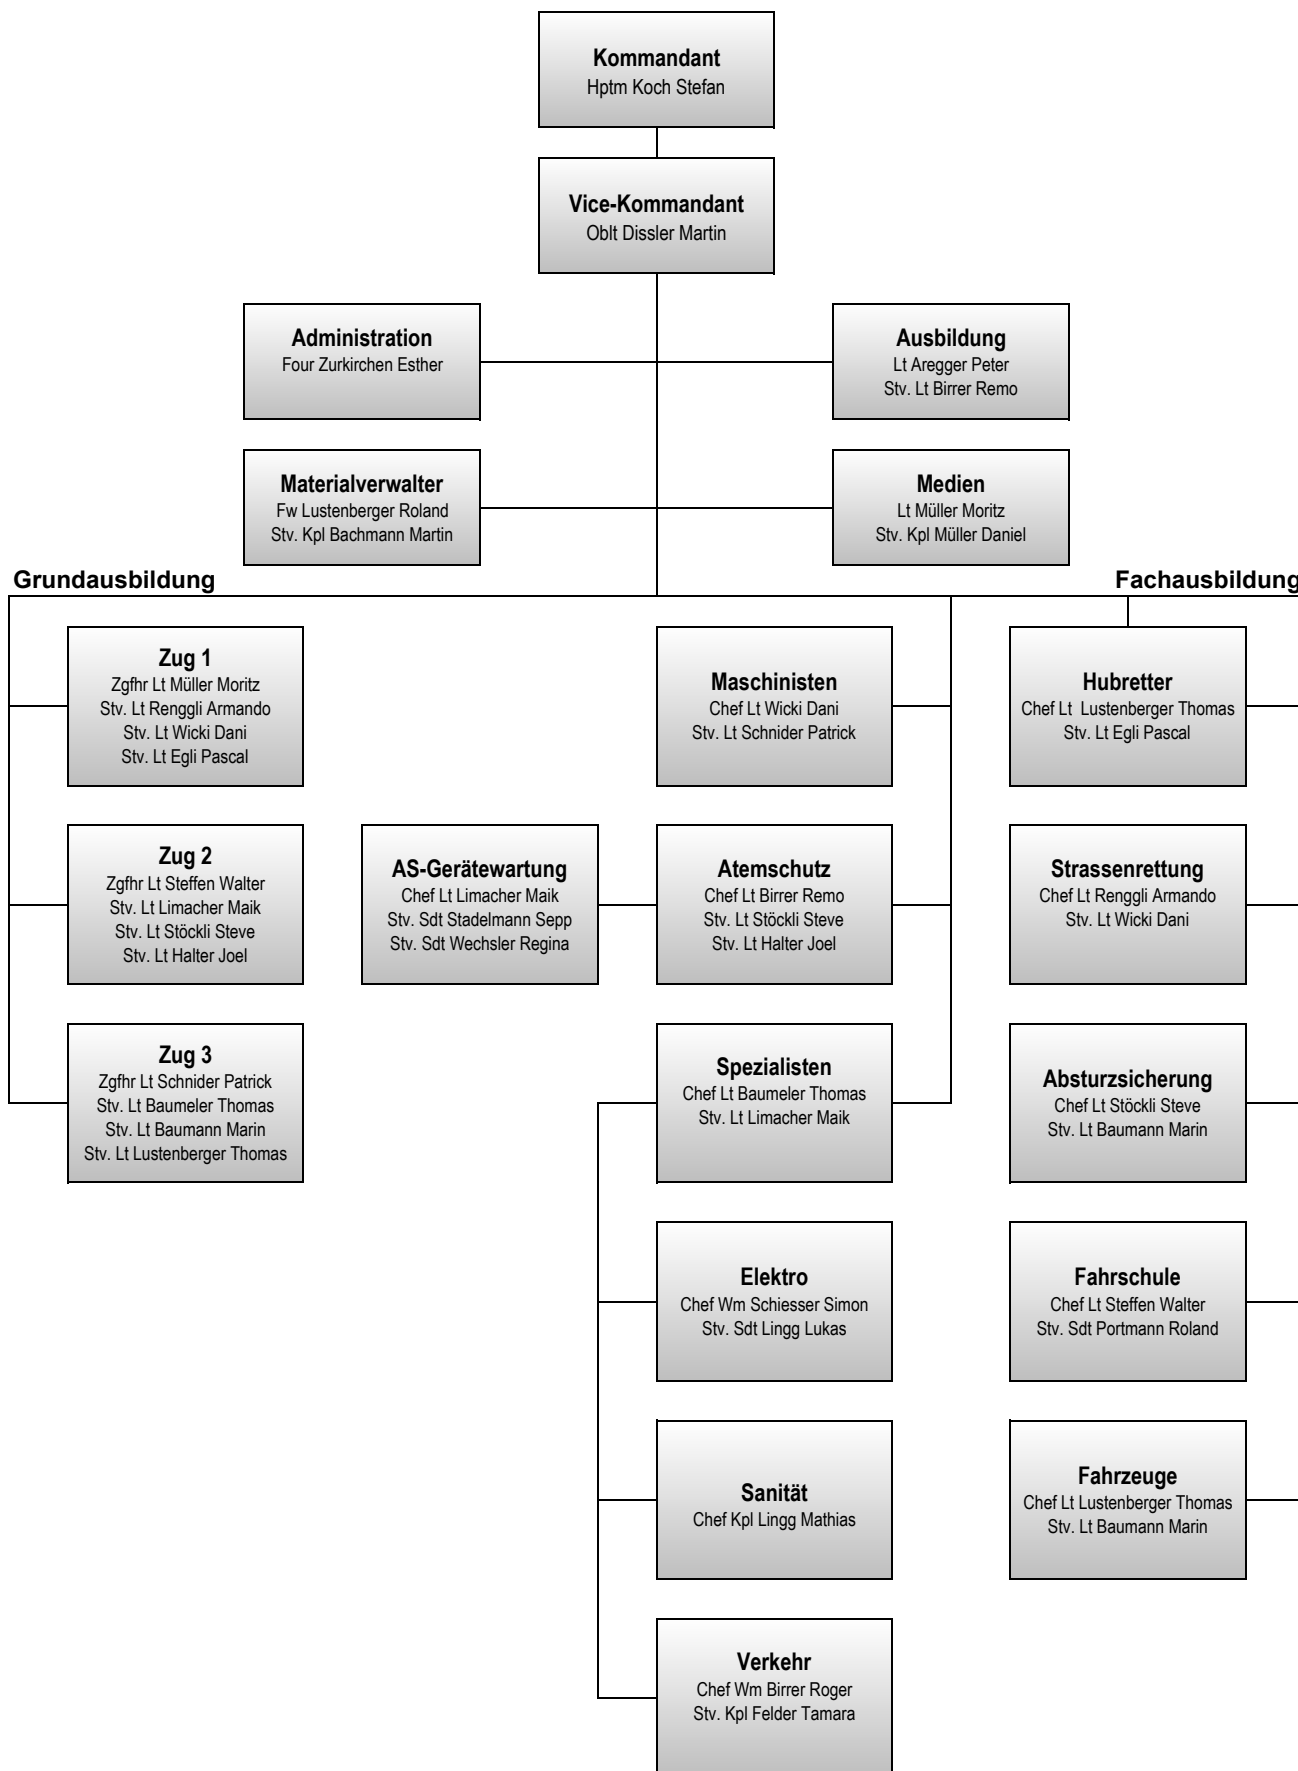 Kommandant
Hptm Koch Stefan
Vice-Kommandant
Oblt Dissler Martin
Administration
Four Zurkirchen Esther
Ausbildung
Lt Aregger Peter
Stv. Lt Birrer Remo
Materialverwalter
Fw Lustenberger Roland
Stv. Kpl Bachmann Martin
Medien
Lt Müller Moritz
Stv. Kpl Müller Daniel
Grundausbildung
Fachausbildung
Zug 1
Zgfhr Lt Müller Moritz
Stv. Lt Renggli Armando
Stv. Lt Wicki Dani
Stv. Lt Egli Pascal
Maschinisten
Chef Lt Wicki Dani
Stv. Lt Schnider Patrick
Hubretter
Chef Lt  Lustenberger Thomas
Stv. Lt Egli Pascal
Zug 2
Zgfhr Lt Steffen Walter
Stv. Lt Limacher Maik
Stv. Lt Stöckli Steve
Stv. Lt Halter Joel
AS-Gerätewartung
Chef Lt Limacher Maik
Stv. Sdt Stadelmann Sepp
Stv. Sdt Wechsler Regina
Atemschutz
Chef Lt Birrer Remo
Stv. Lt Stöckli Steve
Stv. Lt Halter Joel
Strassenrettung
Chef Lt Renggli Armando
Stv. Lt Wicki Dani
Zug 3
Zgfhr Lt Schnider Patrick
Stv. Lt Baumeler Thomas
Stv. Lt Baumann Marin
Stv. Lt Lustenberger Thomas
Spezialisten
Chef Lt Baumeler Thomas
Stv. Lt Limacher Maik
Absturzsicherung
Chef Lt Stöckli Steve
Stv. Lt Baumann Marin
Elektro
Chef Wm Schiesser Simon
Stv. Sdt Lingg Lukas
Fahrschule
Chef Lt Steffen Walter
Stv. Sdt Portmann Roland
Sanität
Chef Kpl Lingg Mathias
Fahrzeuge
Chef Lt Lustenberger Thomas
Stv. Lt Baumann Marin
Verkehr
Chef Wm Birrer Roger
Stv. Kpl Felder Tamara